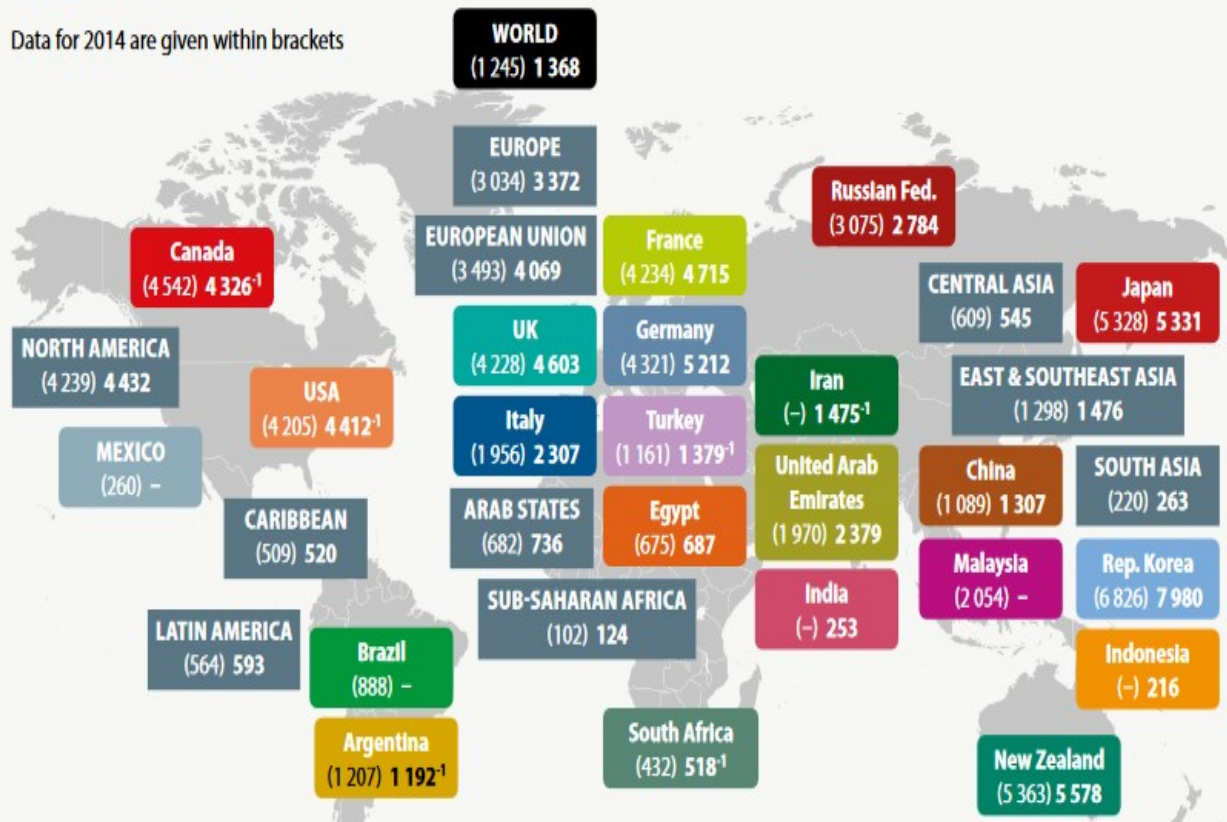 Data for 2014 are given within brackets
WORLD
(1 245) 1 368
EUROPE
(3 034) 3 372
Russian Fed.
(3 075) 2 784
EUROPEAN UNION
(3 493) 4 069
France
(4 234) 4 715
Canada
(4 542) 4 326⁻¹
CENTRAL ASIA
(609) 545
Japan
(5 328) 5 331
UK
(4 228) 4 603
Germany
(4 321) 5 212
NORTH AMERICA
(4 239) 4 432
USA
(4 205) 4 412⁻¹
Iran
(–) 1 475⁻¹
EAST & SOUTHEAST ASIA
(1 298) 1 476
Italy
(1 956) 2 307
Turkey
(1 161) 1 379⁻¹
MEXICO
(260) –
United Arab
Emirates
(1 970) 2 379
China
(1 089) 1 307
SOUTH ASIA
(220) 263
CARIBBEAN
(509) 520
ARAB STATES
(682) 736
Egypt
(675) 687
Malaysia
(2 054) –
Rep. Korea
(6 826) 7 980
SUB-SAHARAN AFRICA
(102) 124
India
(–) 253
LATIN AMERICA
(564) 593
Brazil
(888) –
Indonesia
(–) 216
Argentina
(1 207) 1 192⁻¹
South Africa
(432) 518⁻¹
New Zealand
(5 363) 5 578